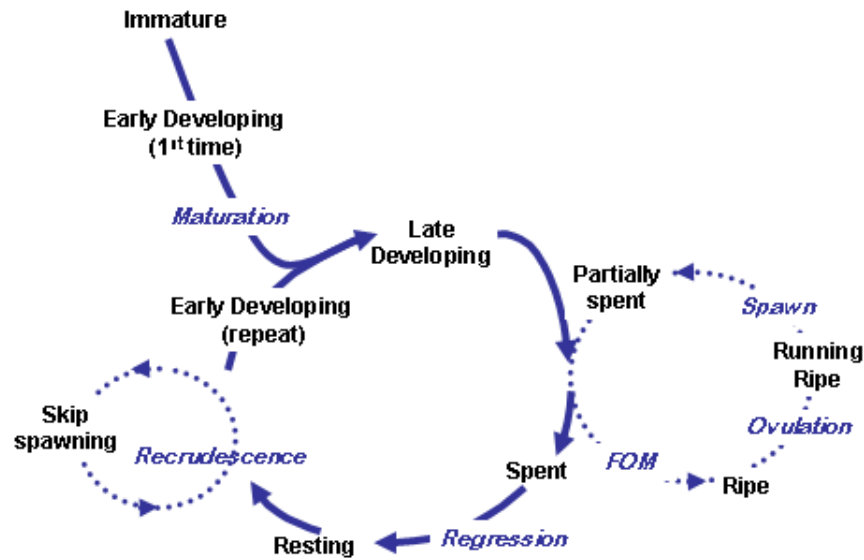 Immature
Early Developing
(1st time)
Maturation
Late
Developing
Partially
spent
Spawn
Early Developing
(repeat)
Running
Ripe
Skip
spawning
Ovulation
Recrudescence
FOM
Spent
Ripe
Regression
Resting